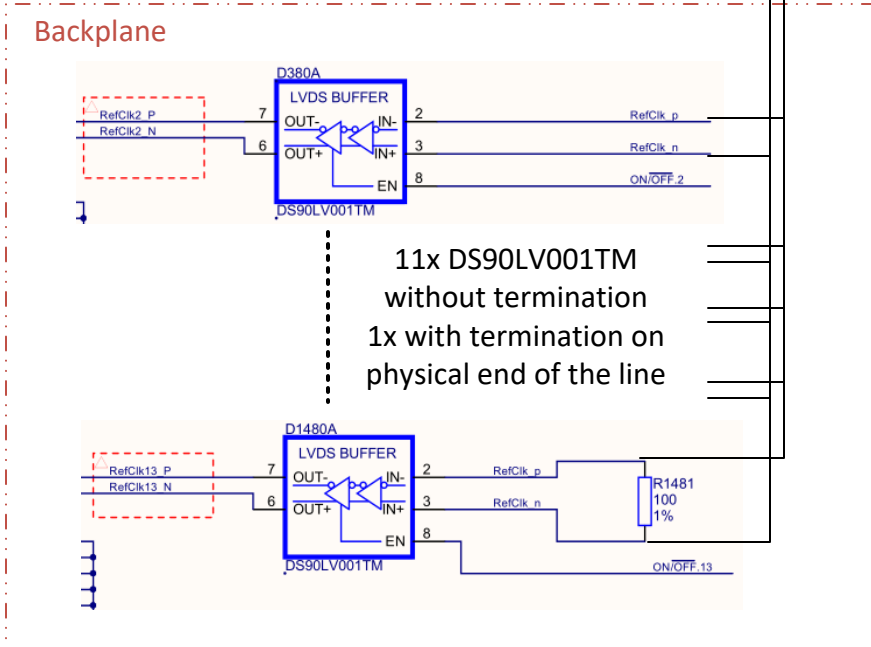 Backplane
D380A
LVDS BUFFER
RefClk2_P 7 OUT- IN- 2 RefClk_p
RefClk2_N 6 OUT+ IN+ 3 RefClk_n
EN 8 ON/OFF.2
DS90LV001TM
11x DS90LV001TM
without termination
1x with termination on
physical end of the line
D1480A
LVDS BUFFER
RefClk13_P 7 OUT- IN- 2 RefClk_p
R1481
RefClk13_N 6 OUT+ IN+ 3 RefClk_n
100
1%
EN 8
DS90LV001TM
ON/OFF.13